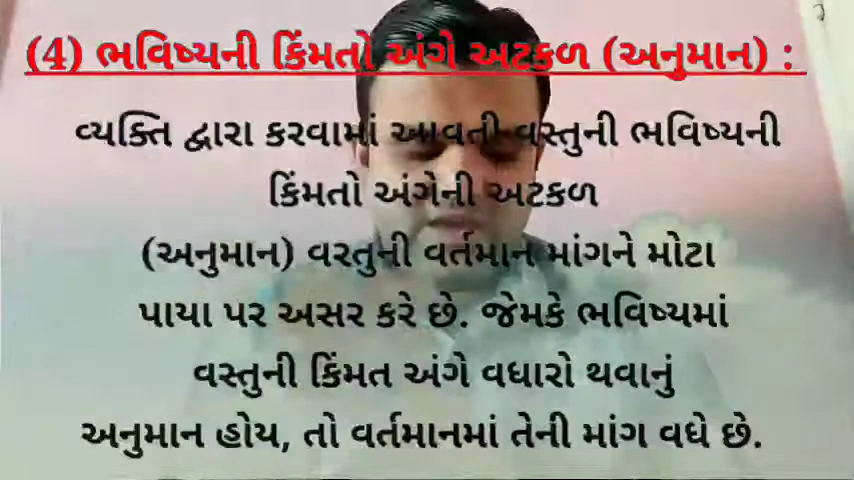 (4) ભવિષ્યની કિંમતો અંગે અટકળ (અનુમાન) :
વ્યક્તિ દ્વારા કરવામાં આવતી વસ્તુની ભવિષ્યની
કિંમતો અંગેની અટકળ
(અનુમાન) વરતુની વર્તમાન માંગને મોટા
પાયા પર અસર કરે છે. જેમકે ભવિષ્યમાં
વસ્તુની કિંમત અંગે વધારો થવાનું
અનુમાન હોય, તો વર્તમાનમાં તેની માંગ વધે છે.